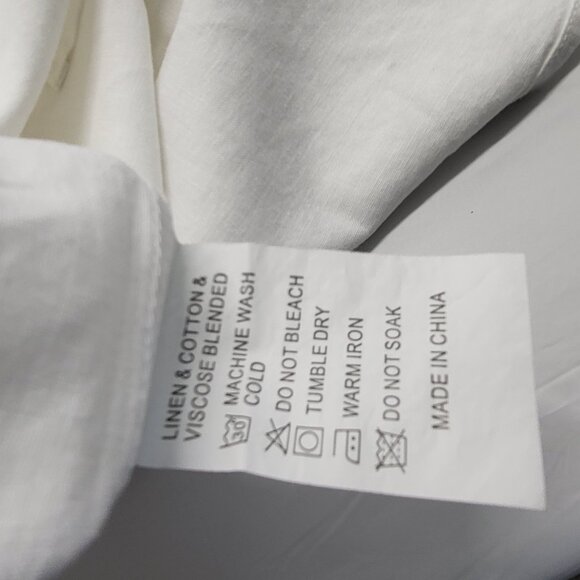 LINEN & COTTON &
VISCOSE BLENDED
30 MACHINE WASH
COLD
DO NOT BLEACH
TUMBLE DRY
WARM IRON
DO NOT SOAK
MADE IN CHINA